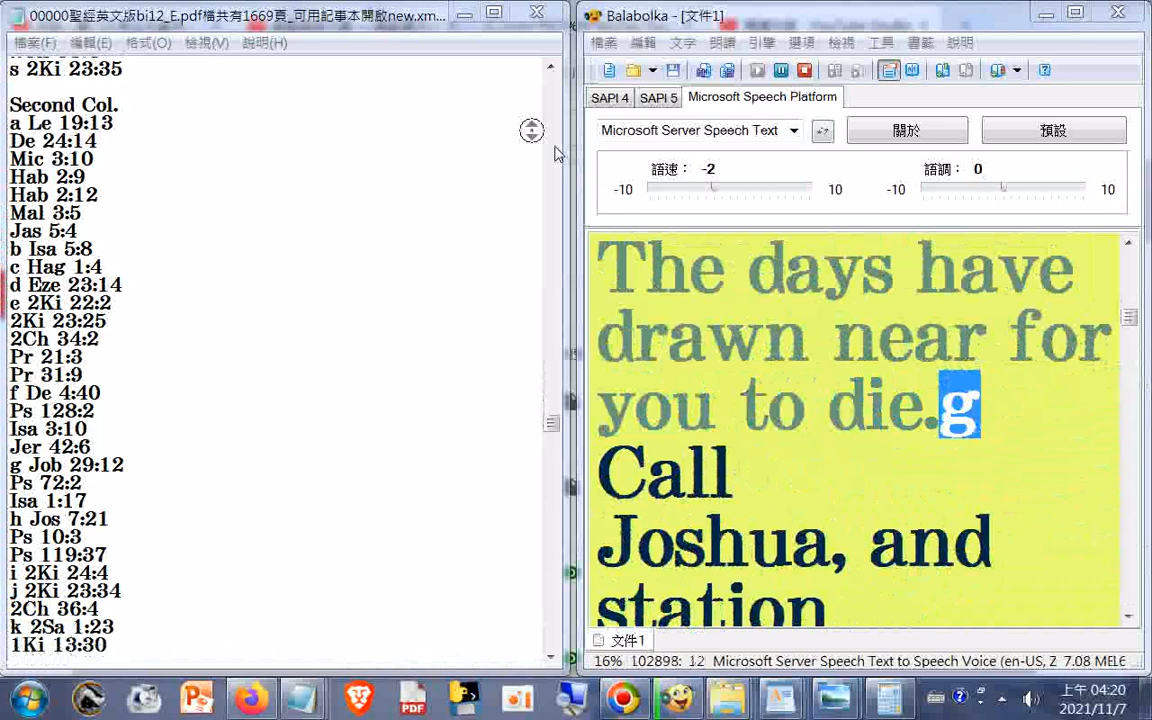 00000聖經英文版bi12_E.pdf檔共有1669頁_可用記事本開啟new.xm...
檔案(F) 編輯(E) 格式(O) 檢視(V) 說明(H)
s 2Ki 23:35
Second Col.
a Le 19:13
De 24:14
Mic 3:10
Hab 2:9
Hab 2:12
Mal 3:5
Jas 5:4
b Isa 5:8
c Hag 1:4
d Eze 23:14
e 2Ki 22:2
2Ki 23:25
2Ch 34:2
Pr 21:3
Pr 31:9
f De 4:40
Ps 128:2
Isa 3:10
Jer 42:6
g Job 29:12
Ps 72:2
Isa 1:17
h Jos 7:21
Ps 10:3
Ps 119:37
i 2Ki 24:4
j 2Ki 23:34
2Ch 36:4
k 2Sa 1:23
1Ki 13:30
Balabolka - [文件1]
檔案 編輯 文字 朗讀 引擎 選項 檢視 工具 書籤 說明
SAPI 4 SAPI 5 Microsoft Speech Platform
Microsoft Server Speech Text 關於 預設
語速： -2 語調： 0
-10 10 -10 10
The days have
drawn near for
you to die.g
Call
Joshua, and
station
文件1
16% 102898: 12 Microsoft Server Speech Text to Speech Voice (en-US, Z 7.08 МБ
PDF
上午 04:20
2021/11/7